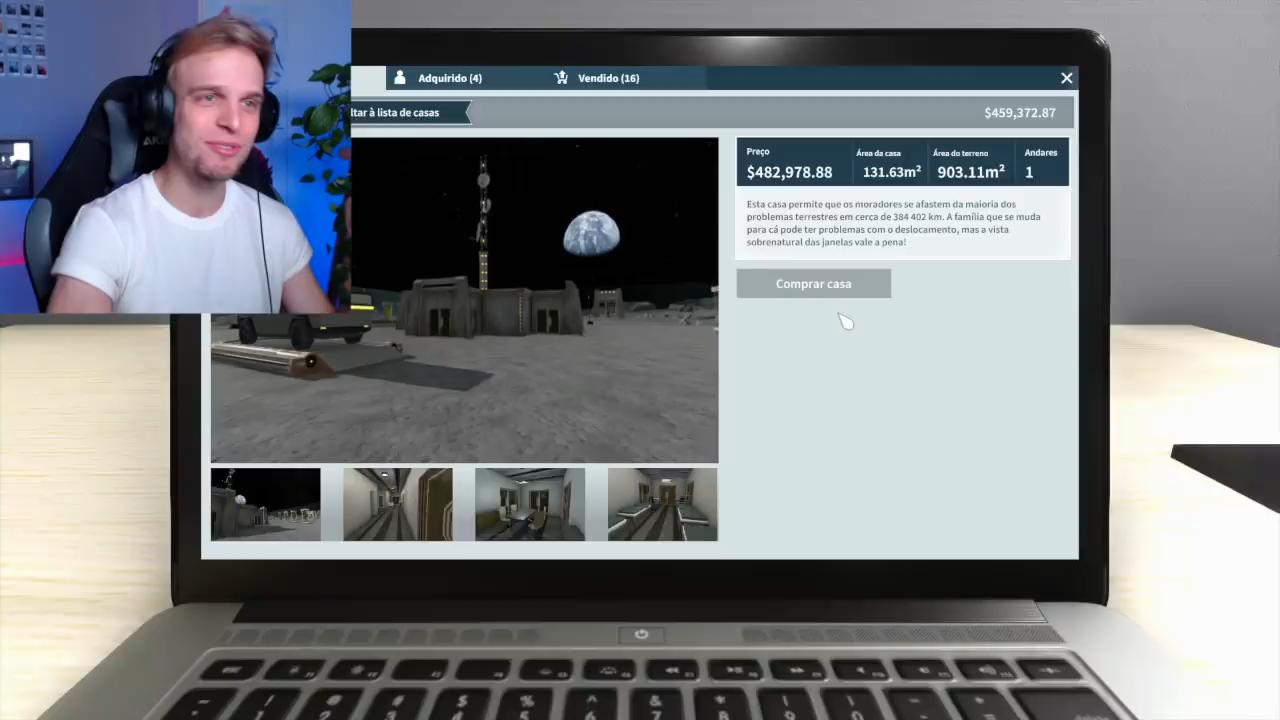 Adquirido (4)
Vendido (16)
ltar à lista de casas
$459,372.87
Preço
Área da casa
Área do terreno
Andares
$482,978.88
131.63m²
903.11m²
1
Esta casa permite que os moradores se afastem da maioria dos
problemas terrestres em cerca de 384 402 km. A família que se muda
para cá pode ter problemas com o deslocamento, mas a vista
sobrenatural das janelas vale a pena!
Comprar casa